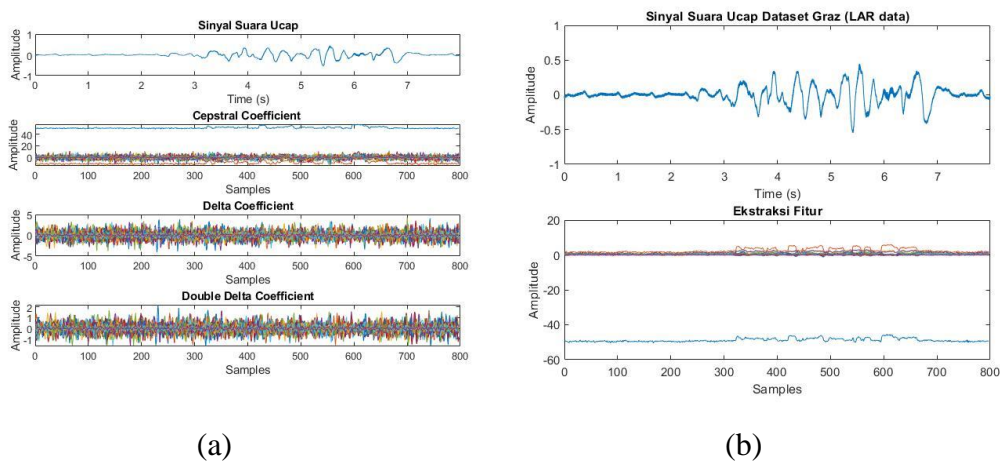 Sinyal Suara Ucap
Amplitude
1
0
-1
0 1 2 3 4 5 6 7
Time (s)
Cepstral Coefficient
Amplitude
40
20
0
0 100 200 300 400 500 600 700 800
Samples
Delta Coefficient
Amplitude
5
0
-5
0 100 200 300 400 500 600 700 800
Samples
Double Delta Coefficient
Amplitude
2
1
0
-1
0 100 200 300 400 500 600 700 800
Samples
(a)
Sinyal Suara Ucap Dataset Graz (LAR data)
Amplitude
1
0.5
0
-0.5
-1
0 1 2 3 4 5 6 7
Time (s)
Ekstraksi Fitur
Amplitude
20
0
-20
-40
-60
0 100 200 300 400 500 600 700 800
Samples
(b)